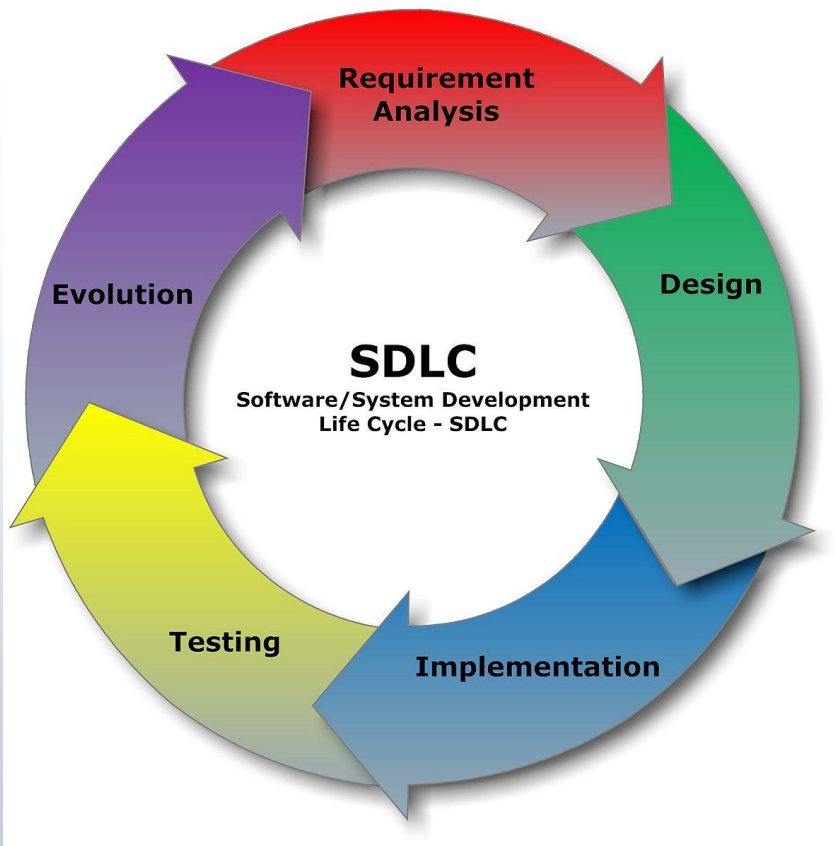 Requirement
Analysis
Design
Implementation
Testing
Evolution
SDLC
Software/System Development
Life Cycle - SDLC